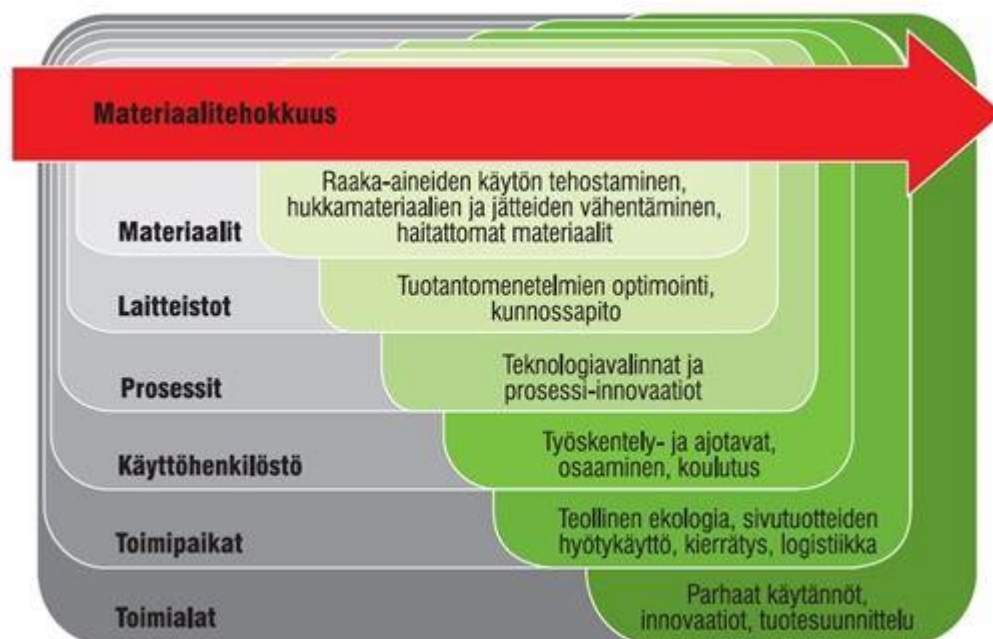 Materiaalitehokkuus
Raaka-aineiden käytön tehostaminen,
hukkamateriaalien ja jätteiden vähentäminen,
haitattomat materiaalit
Materiaalit
Tuotantomenetelmien optimointi,
kunnossapito
Laitteistot
Teknologiavalinnat ja
prosessi-innovaatiot
Prosessit
Työskentely- ja ajotavat,
osaaminen, koulutus
Käyttöhenkilöstö
Teollinen ekologia, sivutuotteiden
hyötykäyttö, kierrätys, logistiikka
Toimipaikat
Parhaat käytännöt,
innovaatiot, tuotesuunnittelu
Toimialat